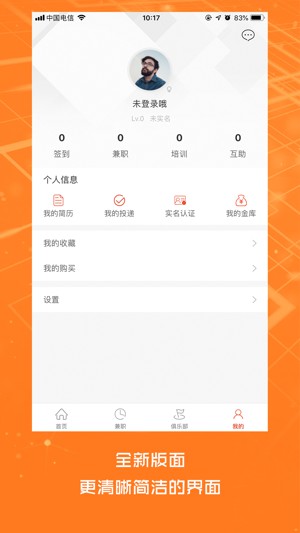 中国电信 10:17 83%
未登录哦
Lv.0 未实名
0 0 0 0
签到 兼职 培训 互助
个人信息
我的简历 我的投递 实名认证 我的金库
我的收藏
我的购买
设置
首页 兼职 俱乐部 我的
全新版面
更清晰简洁的界面